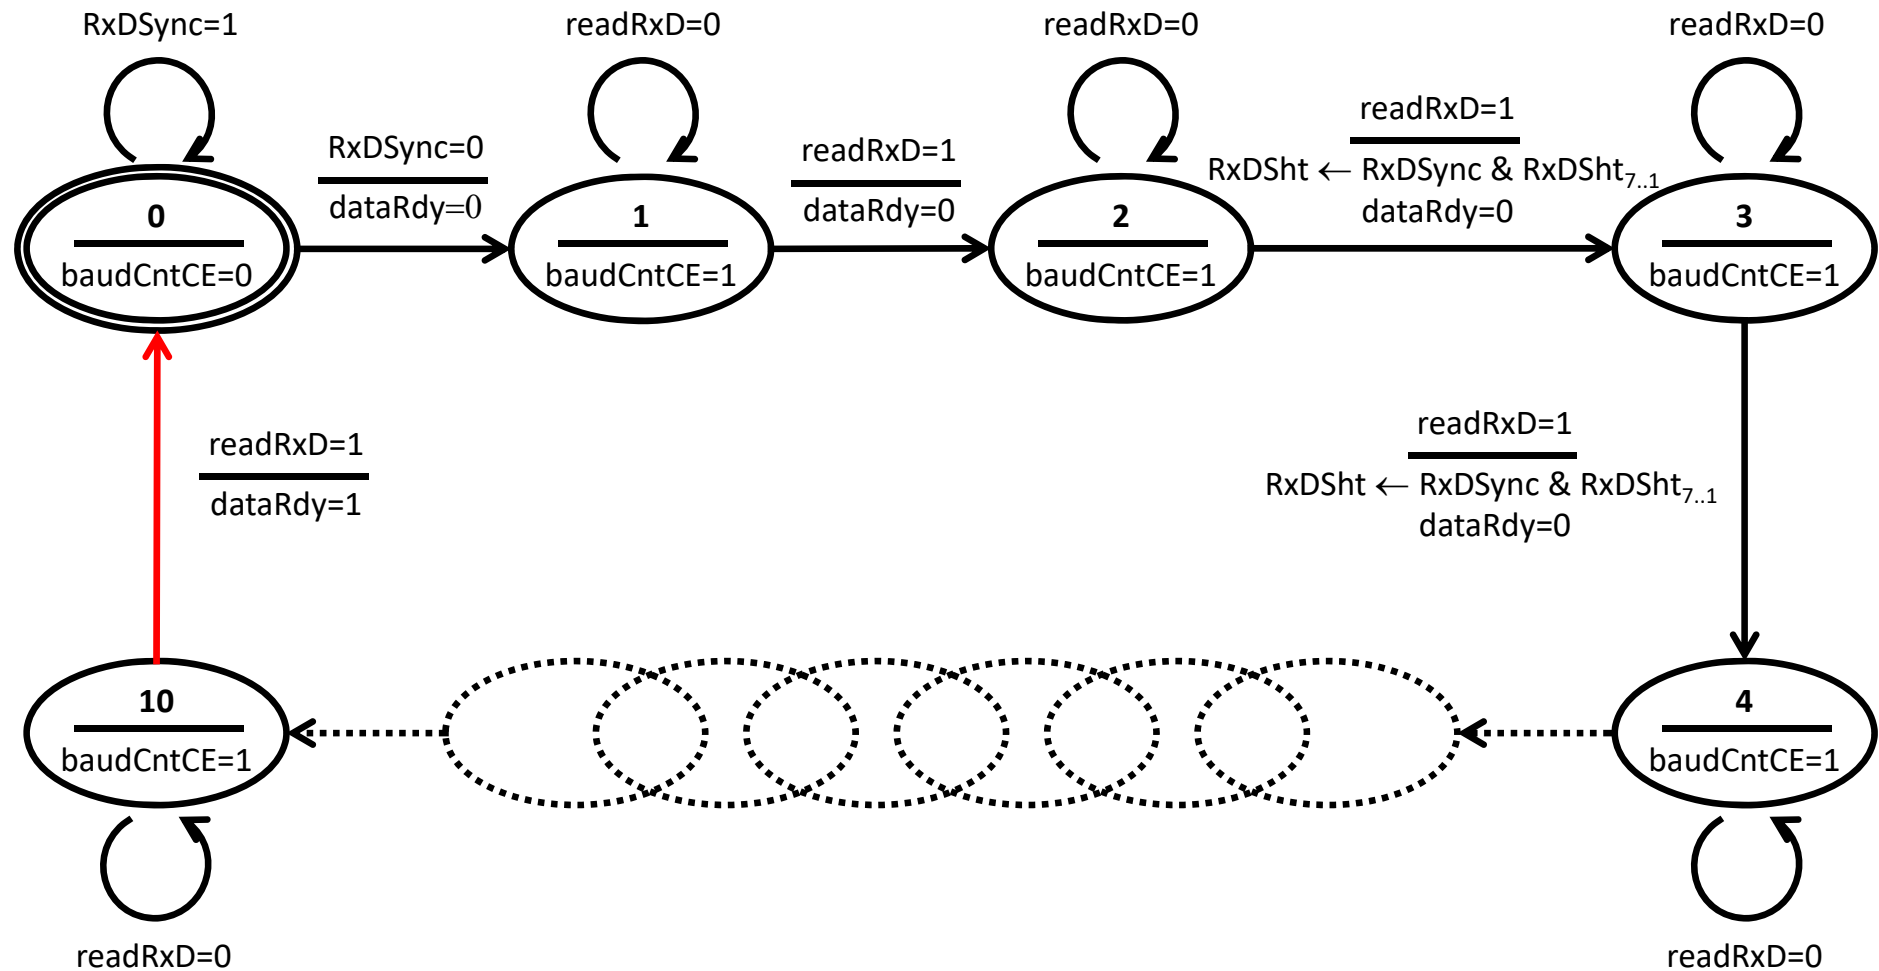 RxDSync=1
readRxD=0
readRxD=0
readRxD=0
RxDSync=0
dataRdy=0
readRxD=1
dataRdy=0
readRxD=1
RxDSht ← RxDSync & RxDSht7..1
dataRdy=0
0
baudCntCE=0
1
baudCntCE=1
2
baudCntCE=1
3
baudCntCE=1
readRxD=1
dataRdy=1
readRxD=1
RxDSht ← RxDSync & RxDSht7..1
dataRdy=0
10
baudCntCE=1
4
baudCntCE=1
readRxD=0
readRxD=0